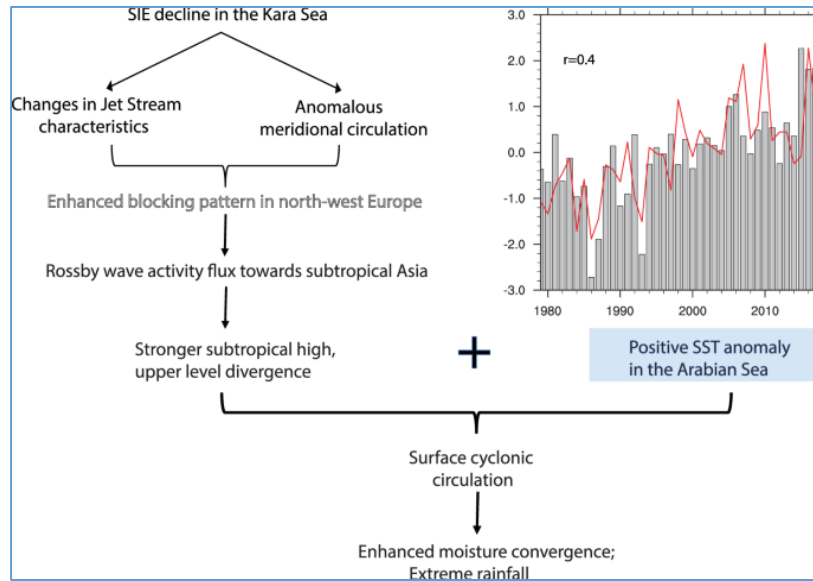 SIE decline in the Kara Sea
Changes in Jet Stream
characteristics
Anomalous
meridional circulation
Enhanced blocking pattern in north-west Europe
Rossby wave activity flux towards subtropical Asia
Stronger subtropical high,
upper level divergence
+
3.0
2.0
1.0
0.0
-1.0
-2.0
-3.0
r=0.4
1980
1990
2000
2010
Positive SST anomaly
in the Arabian Sea
Surface cyclonic
circulation
Enhanced moisture convergence;
Extreme rainfall